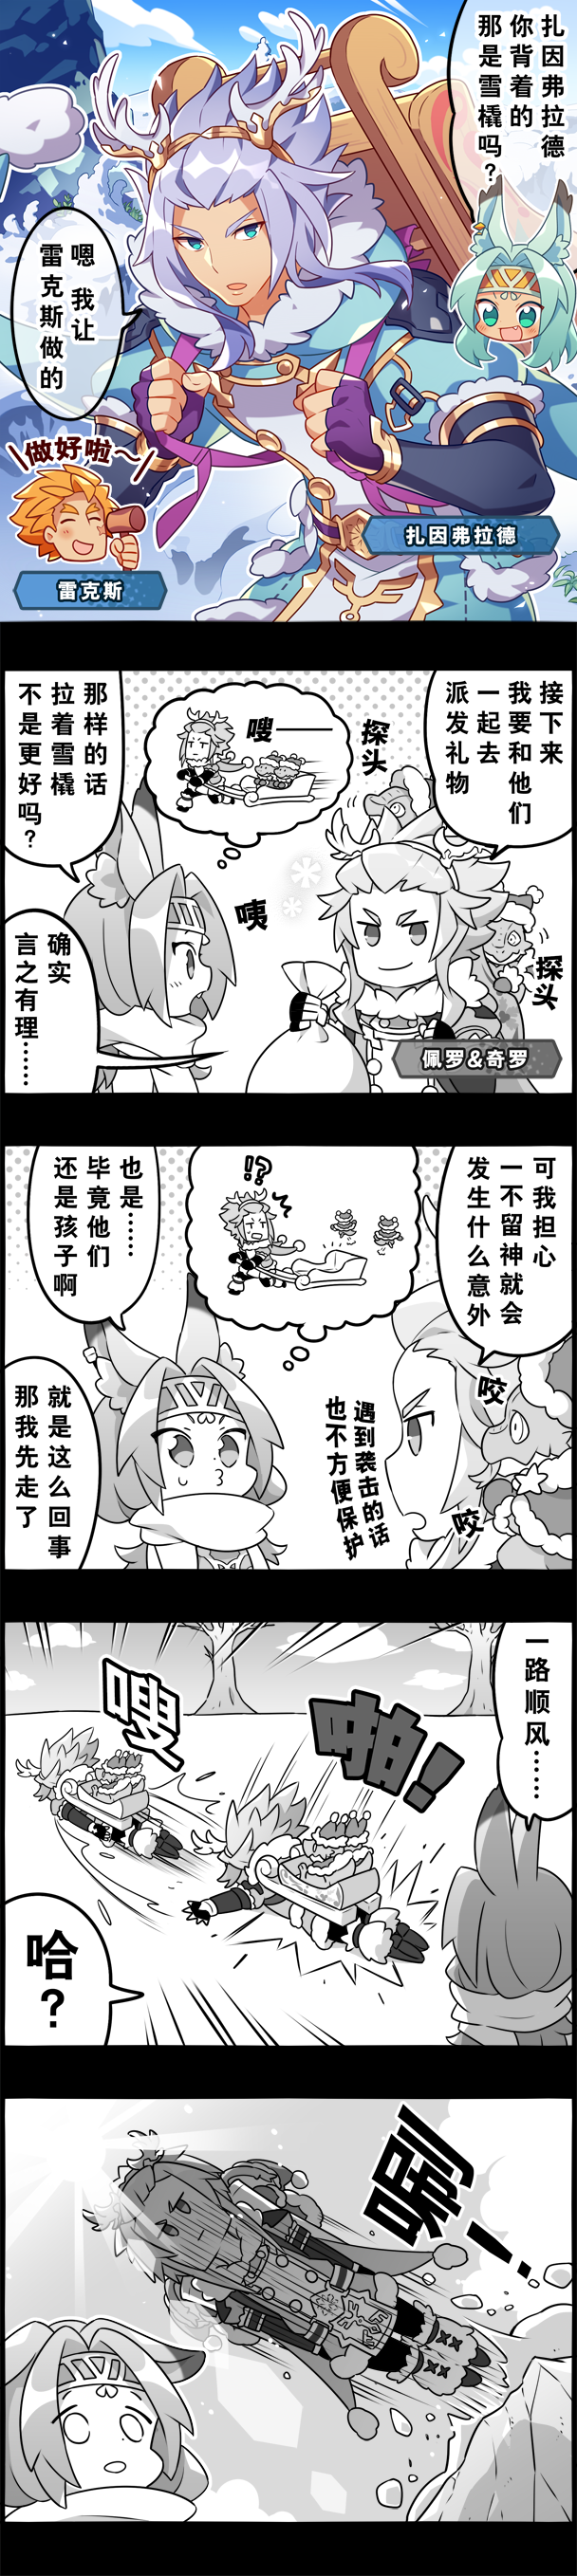 扎因弗拉德
你背着的
那是雪橇吗？
嗯 我让
雷克斯做的
做好啦～
扎因弗拉德
雷克斯
接下来
我要和他们
一起去
派发礼物
探头
嗖——
那样的话
拉着雪橇
不是更好吗？
咦
探头
确实
言之有理……
佩罗&奇罗
可我担心
一不留神就会
发生什么意外
!?
也是……
毕竟他们
还是孩子啊
咬
遇到袭击的话
也不方便保护
咬
就是这么回事
那我先走了
一路顺风……
嗖
啪！
哈？
唰！